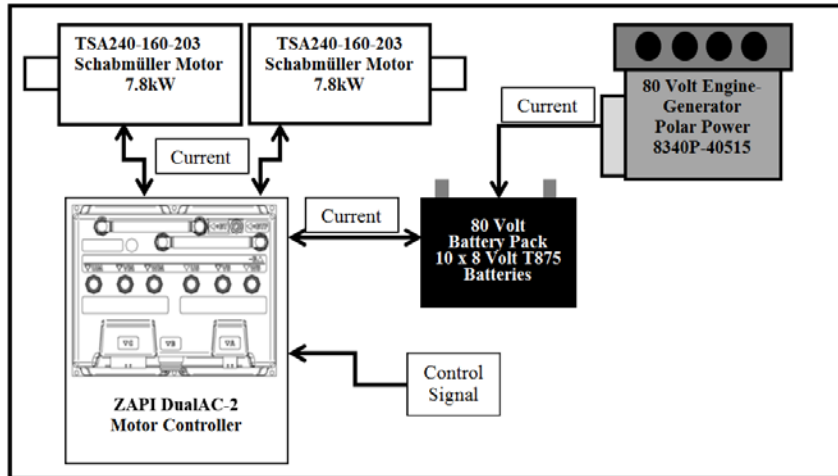 TSA240-160-203
Schabmüller Motor
7.8kW
TSA240-160-203
Schabmüller Motor
7.8kW
80 Volt Engine-
Generator
Polar Power
8340P-40515
Current
Current
Current
80 Volt
Battery Pack
10 x 8 Volt T875
Batteries
Control
Signal
ZAPI DualAC-2
Motor Controller